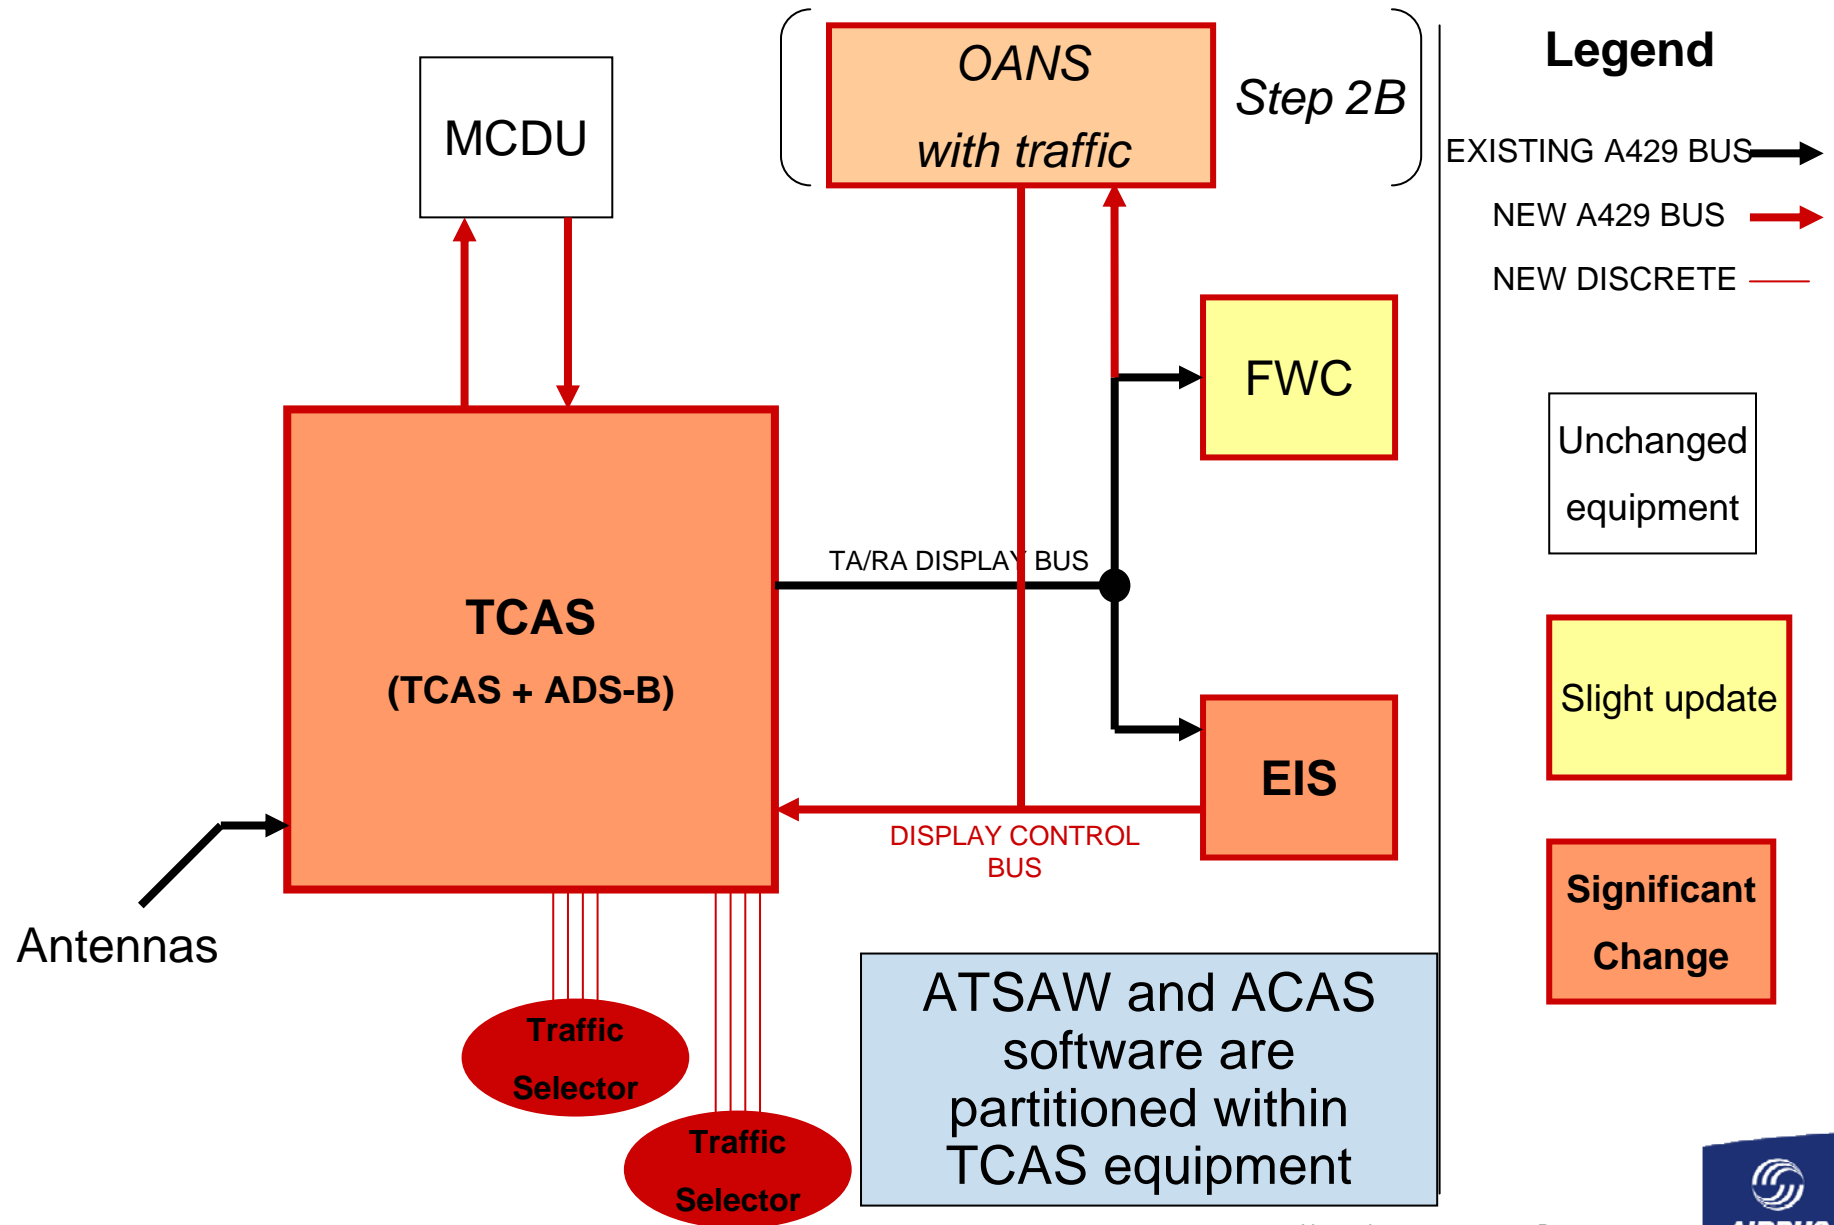 OANS
with traffic
Step 2B
MCDU
FWC
TA/RA DISPLAY BUS
TCAS
(TCAS + ADS-B)
EIS
DISPLAY CONTROL
BUS
Antennas
Traffic
Selector
Traffic
Selector
ATSAW and ACAS
software are
partitioned within
TCAS equipment
Legend
EXISTING A429 BUS
NEW A429 BUS
NEW DISCRETE
Unchanged
equipment
Slight update
Significant
Change
AIRBUS